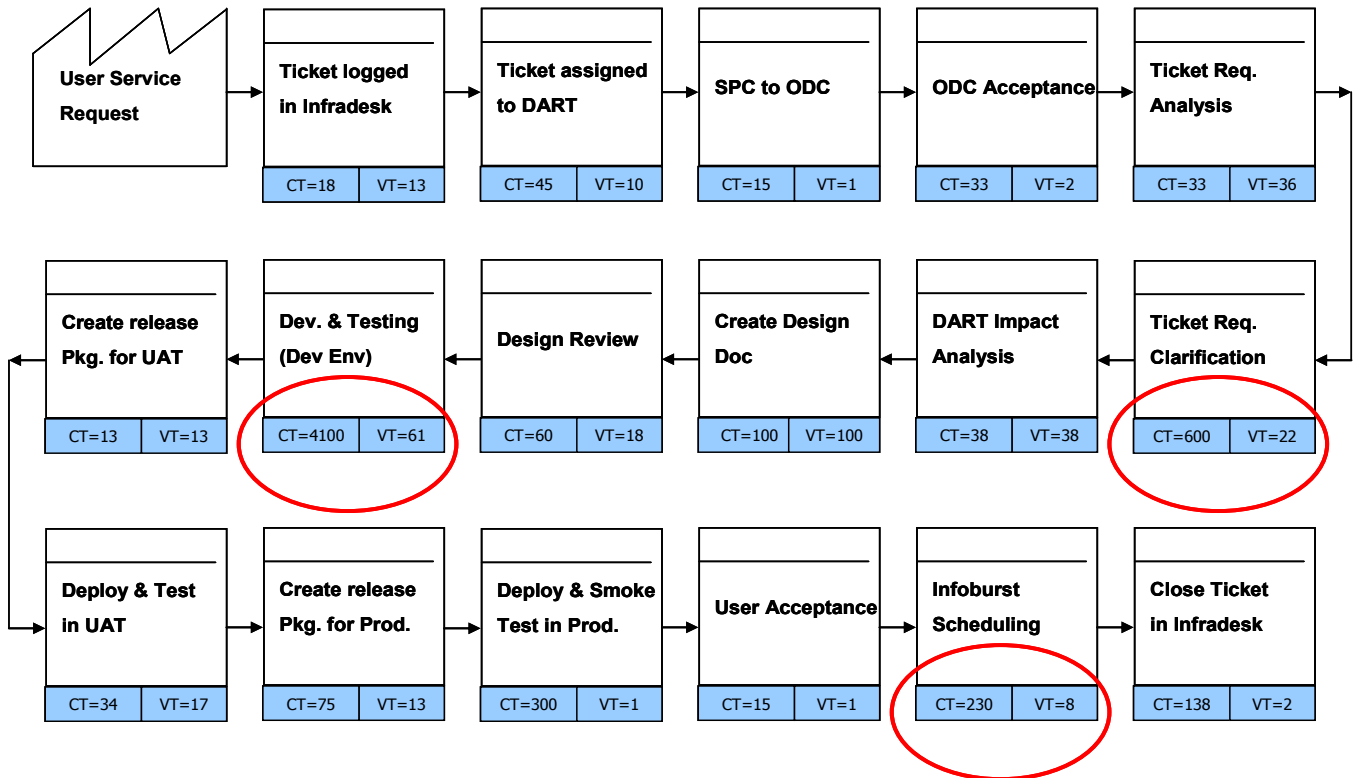 User Service
Request
Ticket logged
in Infradesk
CT=18 VT=13
Ticket assigned
to DART
CT=45 VT=10
SPC to ODC
CT=15 VT=1
ODC Acceptance
CT=33 VT=2
Ticket Req.
Analysis
CT=33 VT=36
Ticket Req.
Clarification
CT=600 VT=22
DART Impact
Analysis
CT=38 VT=38
Create Design
Doc
CT=100 VT=100
Design Review
CT=60 VT=18
Dev. & Testing
(Dev Env)
CT=4100 VT=61
Create release
Pkg. for UAT
CT=13 VT=13
Deploy & Test
in UAT
CT=34 VT=17
Create release
Pkg. for Prod.
CT=75 VT=13
Deploy & Smoke
Test in Prod.
CT=300 VT=1
User Acceptance
CT=15 VT=1
Infoburst
Scheduling
CT=230 VT=8
Close Ticket
in Infradesk
CT=138 VT=2